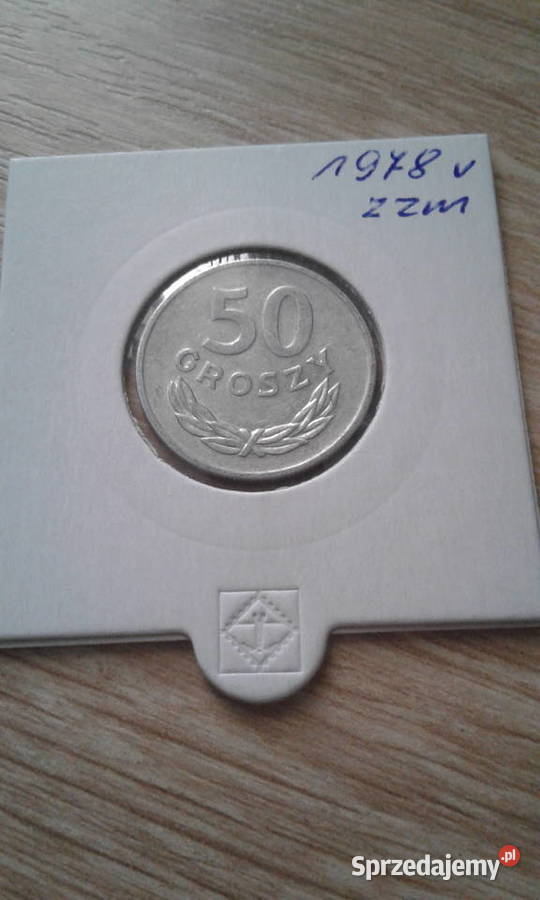 1978 v
zzm
50
GROSZY
Sprzedajemy.pl